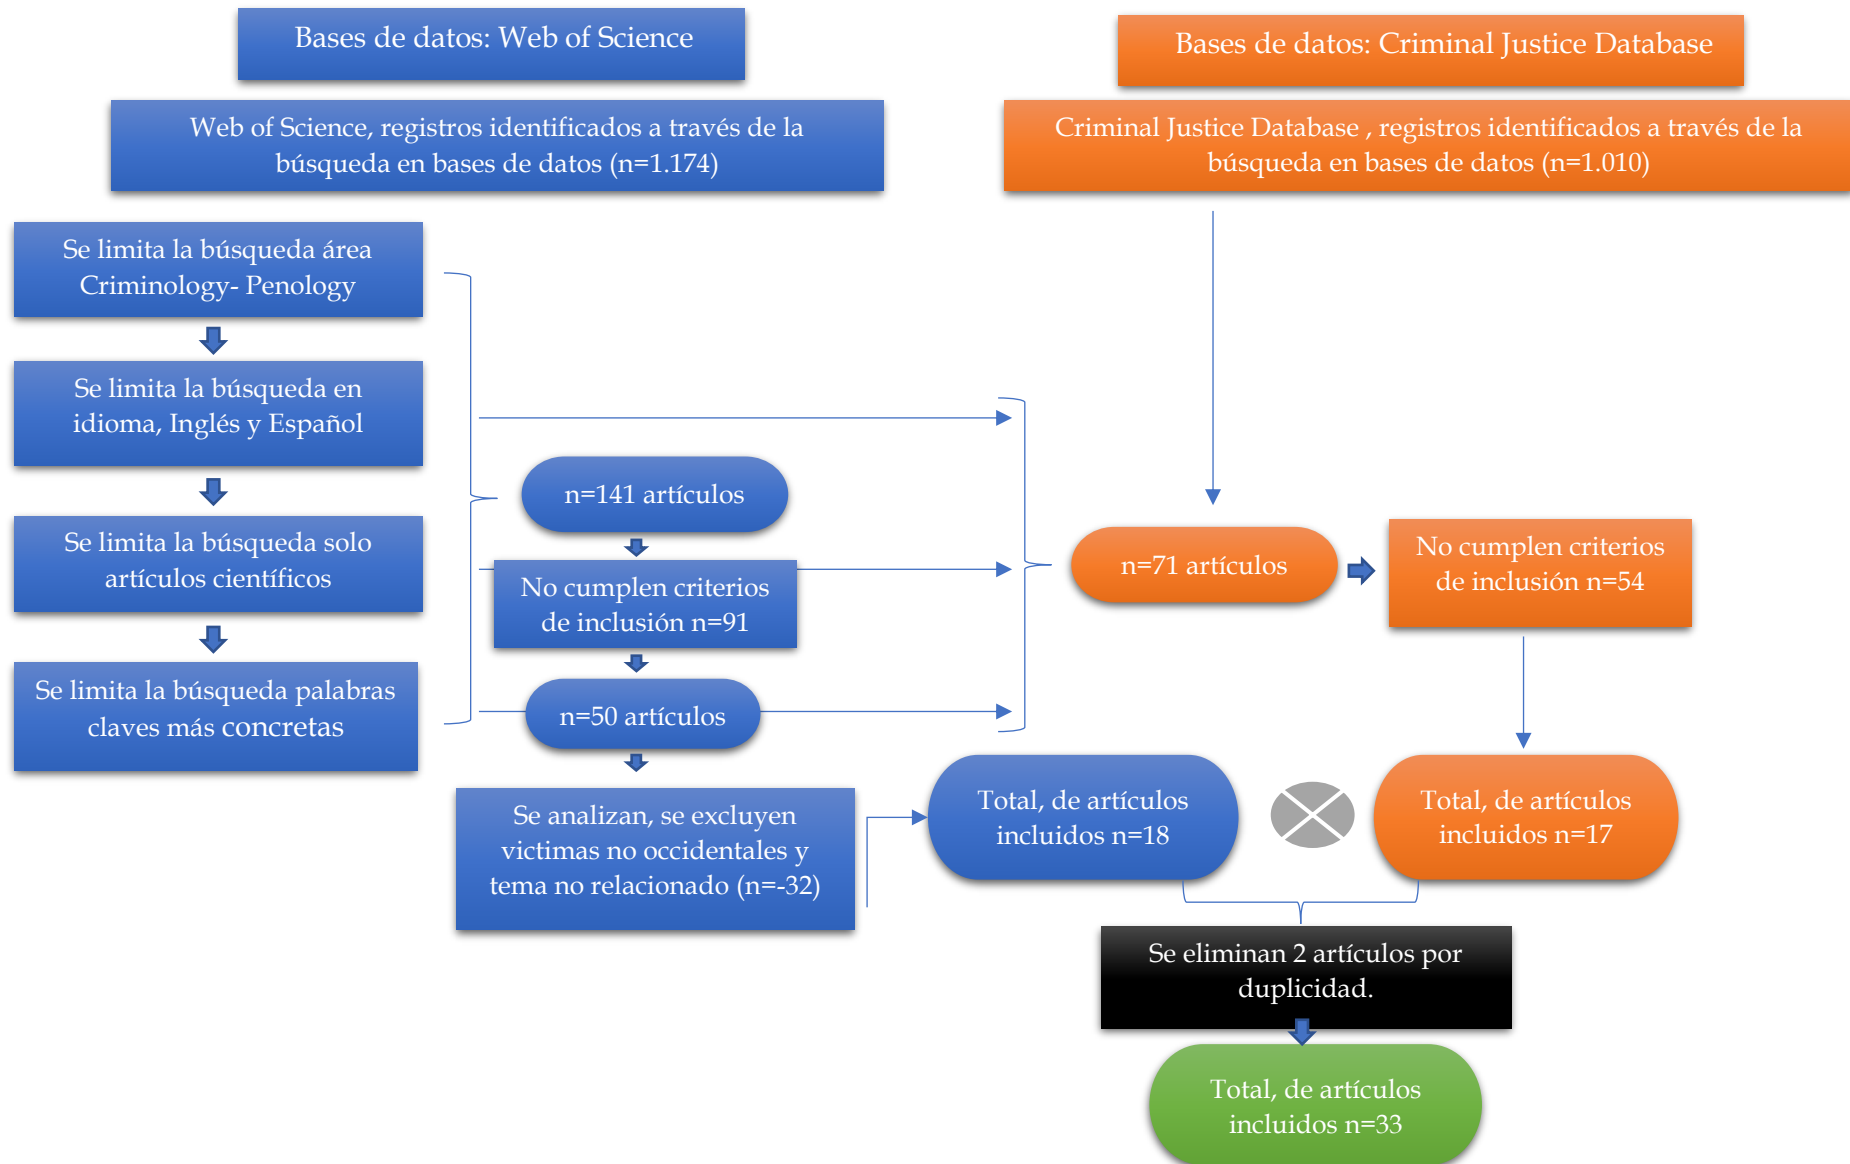 Bases de datos: Web of Science
Bases de datos: Criminal Justice Database
Web of Science, registros identificados a través de la
búsqueda en bases de datos (n=1.174)
Criminal Justice Database , registros identificados a través de la
búsqueda en bases de datos (n=1.010)
Se limita la búsqueda área
Criminology- Penology
Se limita la búsqueda en
idioma, Inglés y Español
Se limita la búsqueda solo
artículos científicos
Se limita la búsqueda palabras
claves más concretas
n=141 artículos
No cumplen criterios
de inclusión n=91
n=50 artículos
Se analizan, se excluyen
victimas no occidentales y
tema no relacionado (n=-32)
n=71 artículos
No cumplen criterios
de inclusión n=54
Total, de artículos
incluidos n=18
Total, de artículos
incluidos n=17
Se eliminan 2 artículos por
duplicidad.
Total, de artículos
incluidos n=33